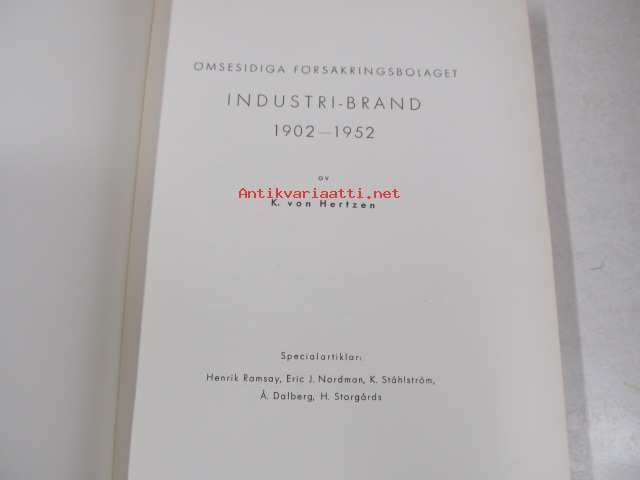 ÖMSESIDIGA FÖRSÄKRINGSBOLAGET
INDUSTRI-BRAND
1902—1952
av
Antikvariaatti.net
K. von Hertzen
Specialartiklar:
Henrik Ramsay, Eric J. Nordman, K. Ståhlström,
Å. Dalberg, H. Storgårds